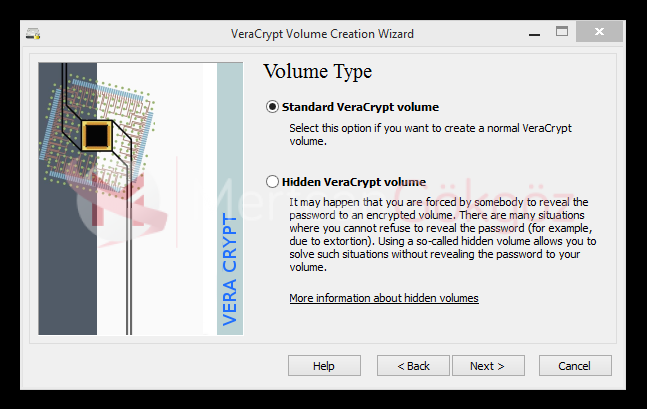 VeraCrypt Volume Creation Wizard
Volume Type
Standard VeraCrypt volume
Select this option if you want to create a normal VeraCrypt
volume.
Hidden VeraCrypt volume
It may happen that you are forced by somebody to reveal the
password to an encrypted volume. There are many situations
where you cannot refuse to reveal the password (for example,
due to extortion). Using a so-called hidden volume allows you to
solve such situations without revealing the password to your
volume.
More information about hidden volumes
VERA CRYPT
Help
< Back
Next >
Cancel